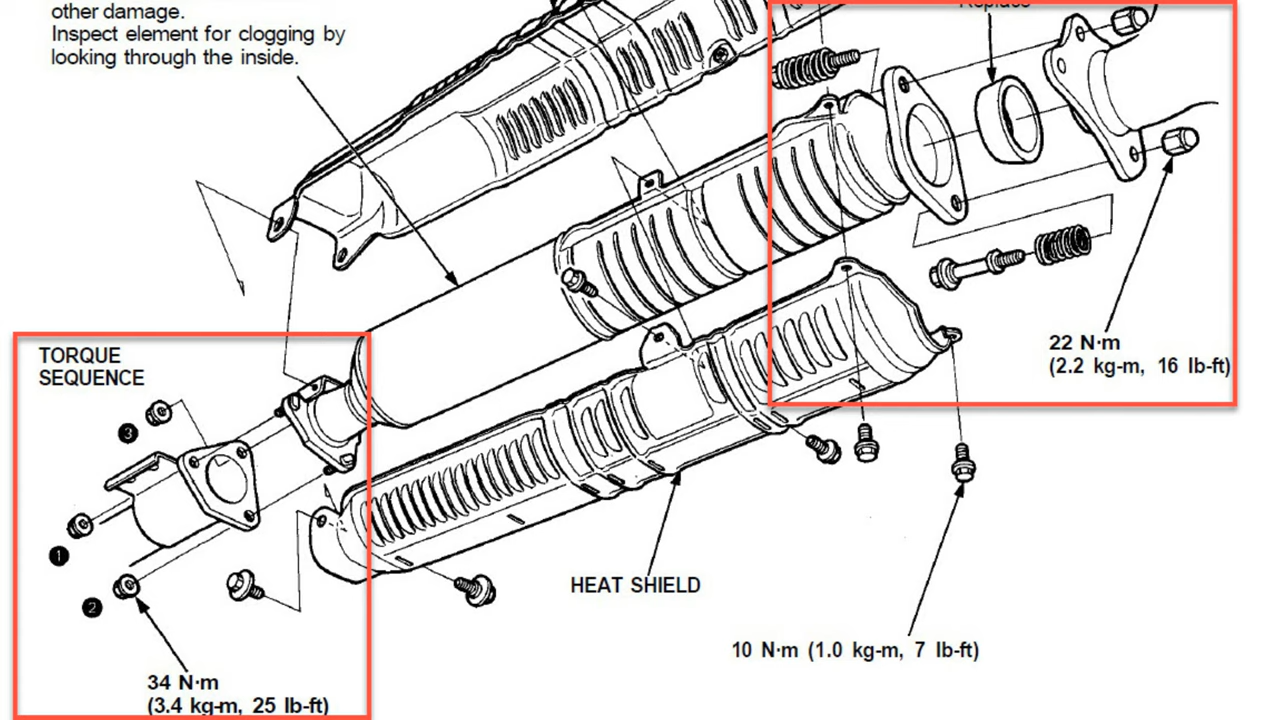 other damage.
Inspect element for clogging by
looking through the inside.
Replace
22 N·m
(2.2 kg-m, 16 lb-ft)
TORQUE
SEQUENCE
3
1
2
34 N·m
(3.4 kg-m, 25 lb-ft)
HEAT SHIELD
10 N·m (1.0 kg-m, 7 lb-ft)